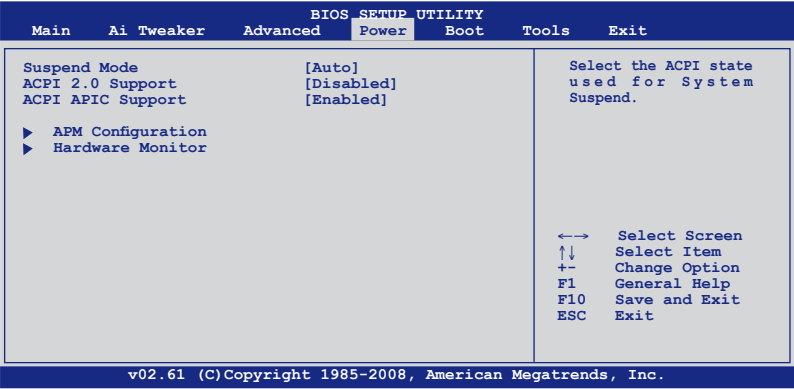 BIOS SETUP UTILITY
Main Ai Tweaker Advanced Power Boot Tools Exit
Suspend Mode [Auto]
ACPI 2.0 Support [Disabled]
ACPI APIC Support [Enabled]
APM Configuration
Hardware Monitor
Select the ACPI state
used for System
Suspend.
←→ Select Screen
↑↓ Select Item
+- Change Option
F1 General Help
F10 Save and Exit
ESC Exit
v02.61 (C)Copyright 1985-2008, American Megatrends, Inc.